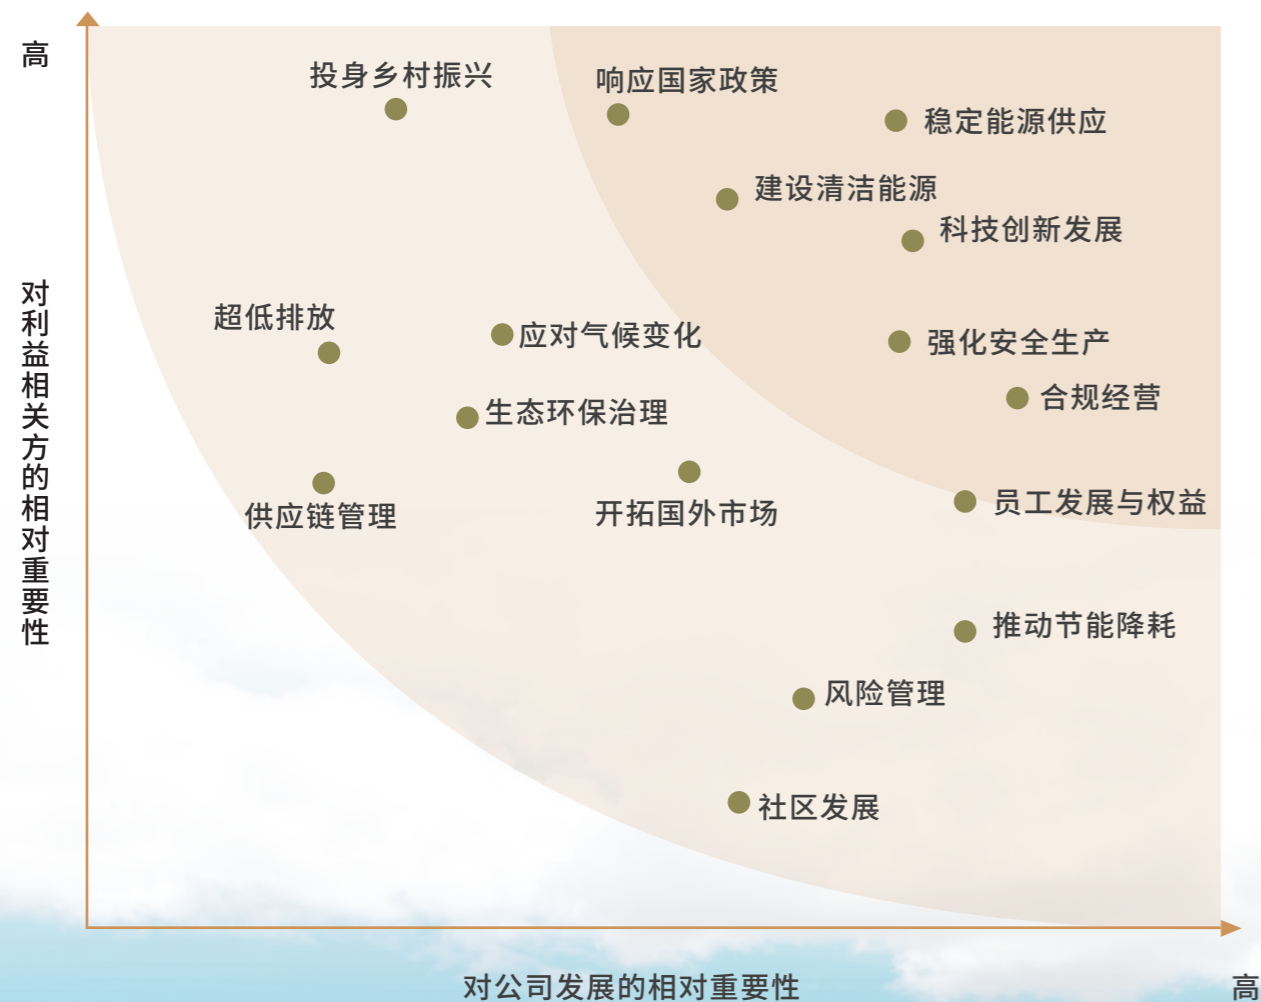 高
投身乡村振兴
响应国家政策
稳定能源供应
建设清洁能源
科技创新发展
对利益相关方的相对重要性
超低排放
应对气候变化
强化安全生产
合规经营
生态环保治理
供应链管理
开拓国外市场
员工发展与权益
推动节能降耗
风险管理
社区发展
对公司发展的相对重要性
高